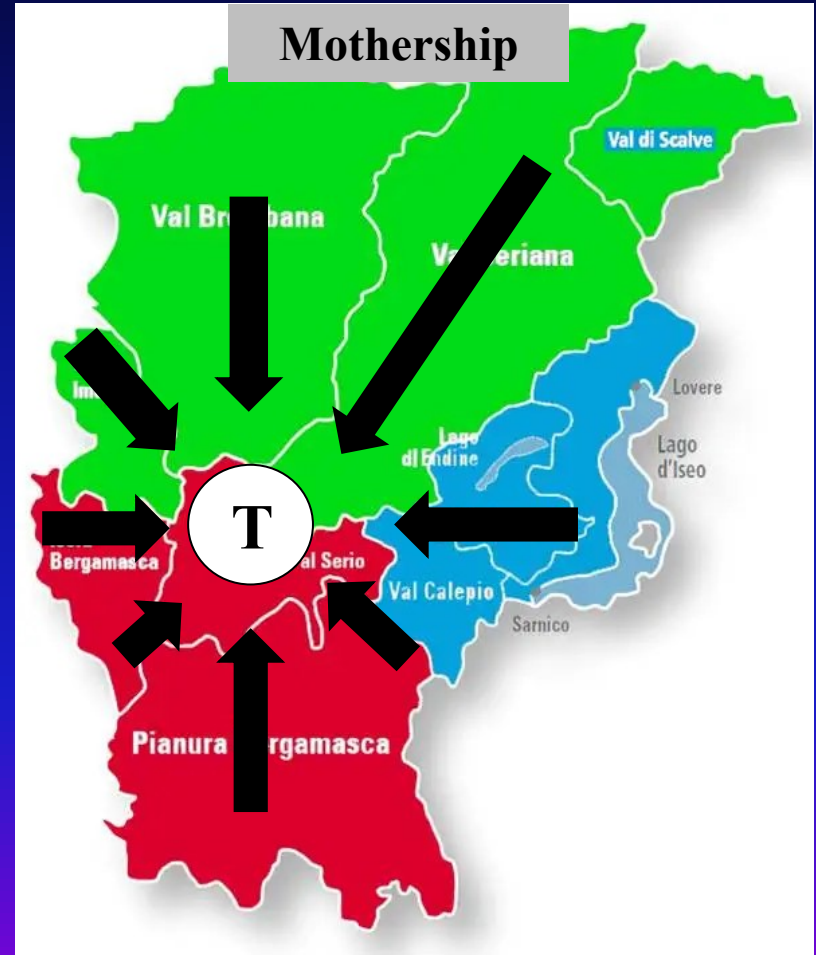 Mothership
Val di Scalve
Val Br bana
Va eriana
Im
Lovere
Lago
d'Iseo
Lago
di Endine
T
Bergamasca
al Serio
Val Calepio
Sarnico
Pianura rgamasca